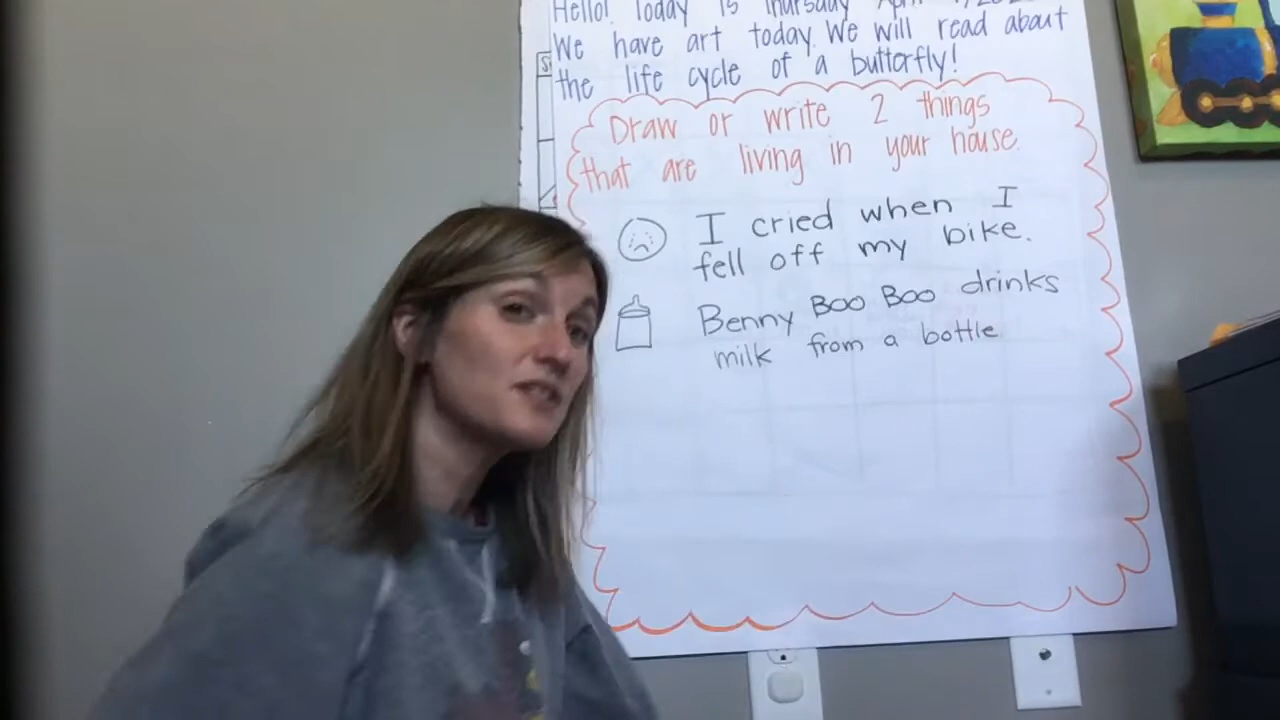 Hello! Today is Thursday April
We have art today. We will read about
the life cycle of a butterfly!
Draw or write 2 things
that are living in your house.
I cried when I
fell off my bike.
Benny Boo Boo drinks
milk from a bottle